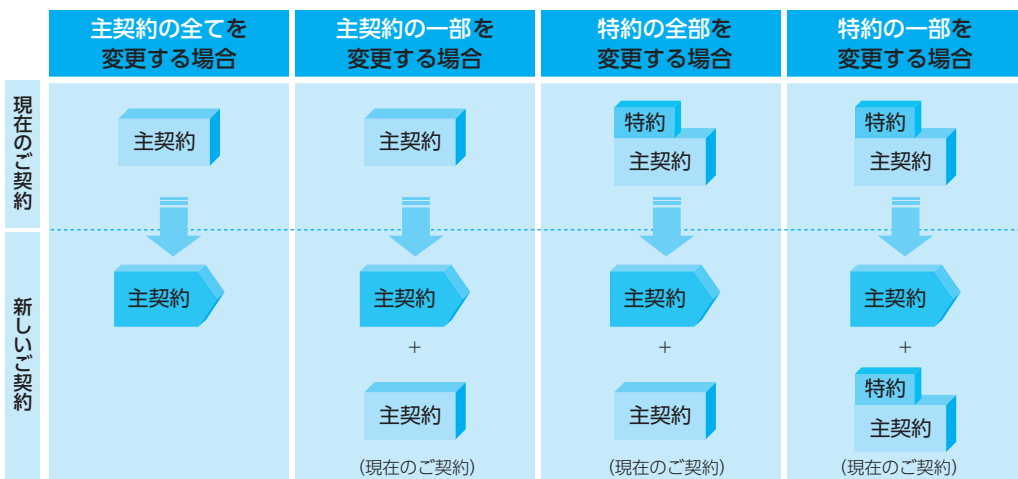 主契約の全てを
変更する場合
主契約の一部を
変更する場合
特約の全部を
変更する場合
特約の一部を
変更する場合
現在のご契約
主契約
主契約
特約
主契約
特約
主契約
新しいご契約
主契約
主契約
+
主契約
(現在のご契約)
主契約
+
主契約
(現在のご契約)
主契約
+
特約
主契約
(現在のご契約)